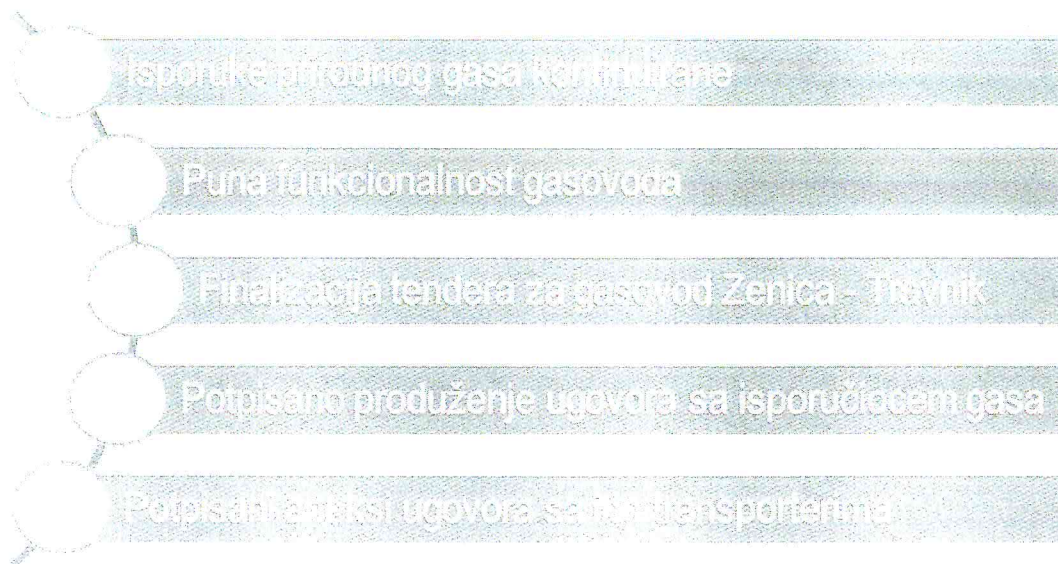 Isporuke prirodnog gasa kontinuirane
Puna funkcionalnost gasovoda
Finalizacija tendera za gasovod Zenica - Travnik
Potpisano produženje ugovora sa isporučiocem gasa
Potpisani aneksi ugovora sa transporterima